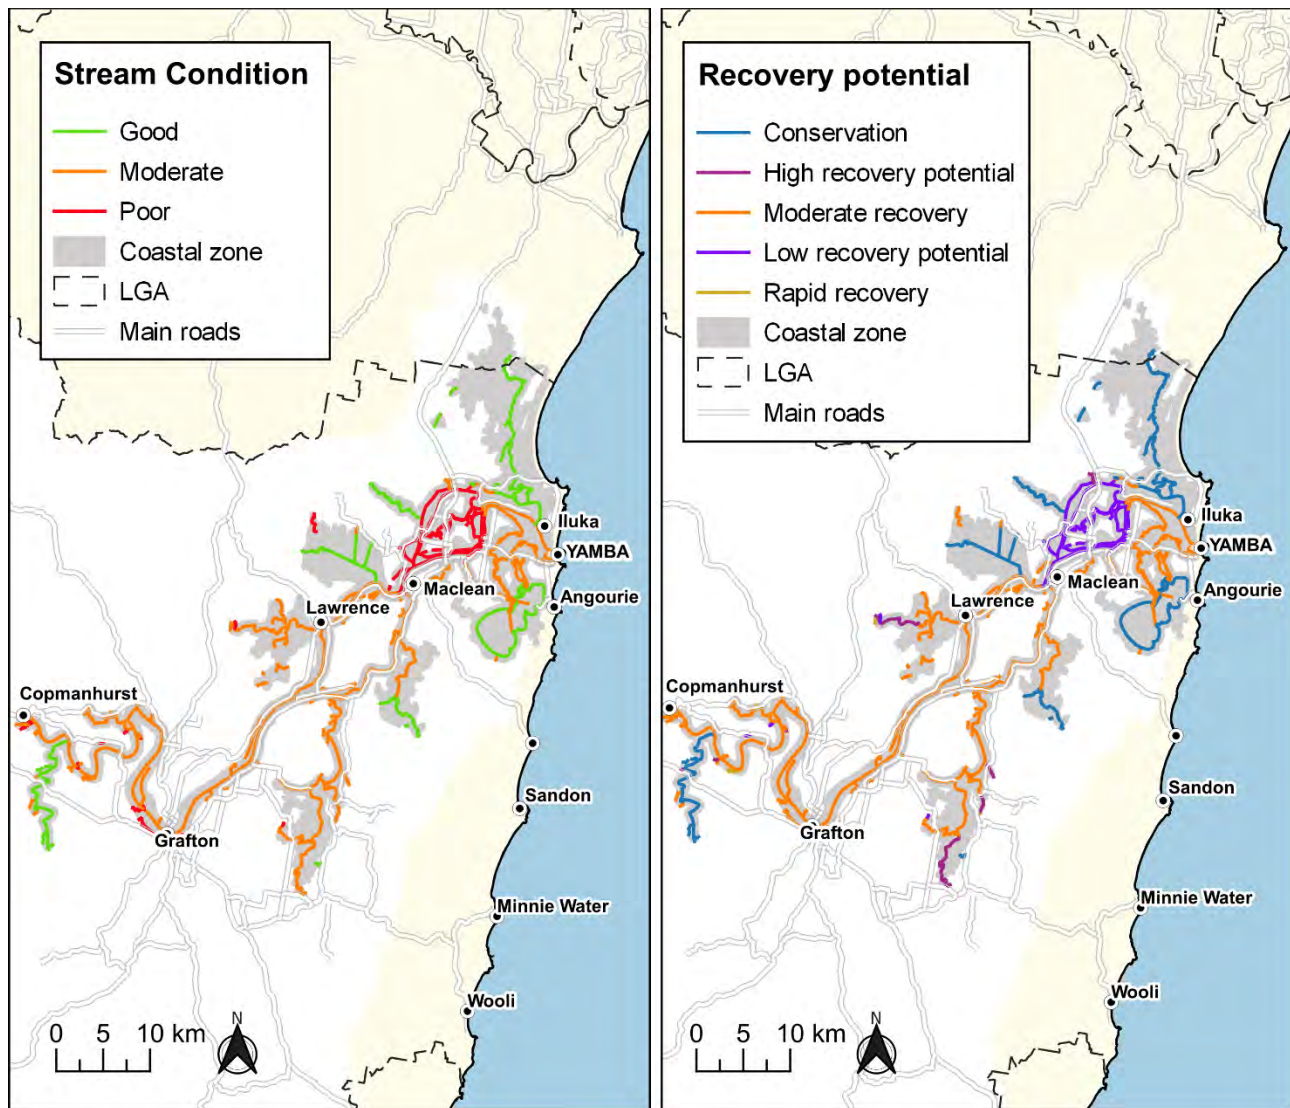 Stream Condition
Good
Moderate
Poor
Coastal zone
LGA
Main roads
Iluka
YAMBA
Maclean
Angourie
Lawrence
Copmanhurst
Sandon
Grafton
Minnie Water
Wooli
0 5 10 km
N
Recovery potential
Conservation
High recovery potential
Moderate recovery
Low recovery potential
Rapid recovery
Coastal zone
LGA
Main roads
Iluka
YAMBA
Maclean
Angourie
Lawrence
Copmanhurst
Sandon
Grafton
Minnie Water
Wooli
0 5 10 km
N